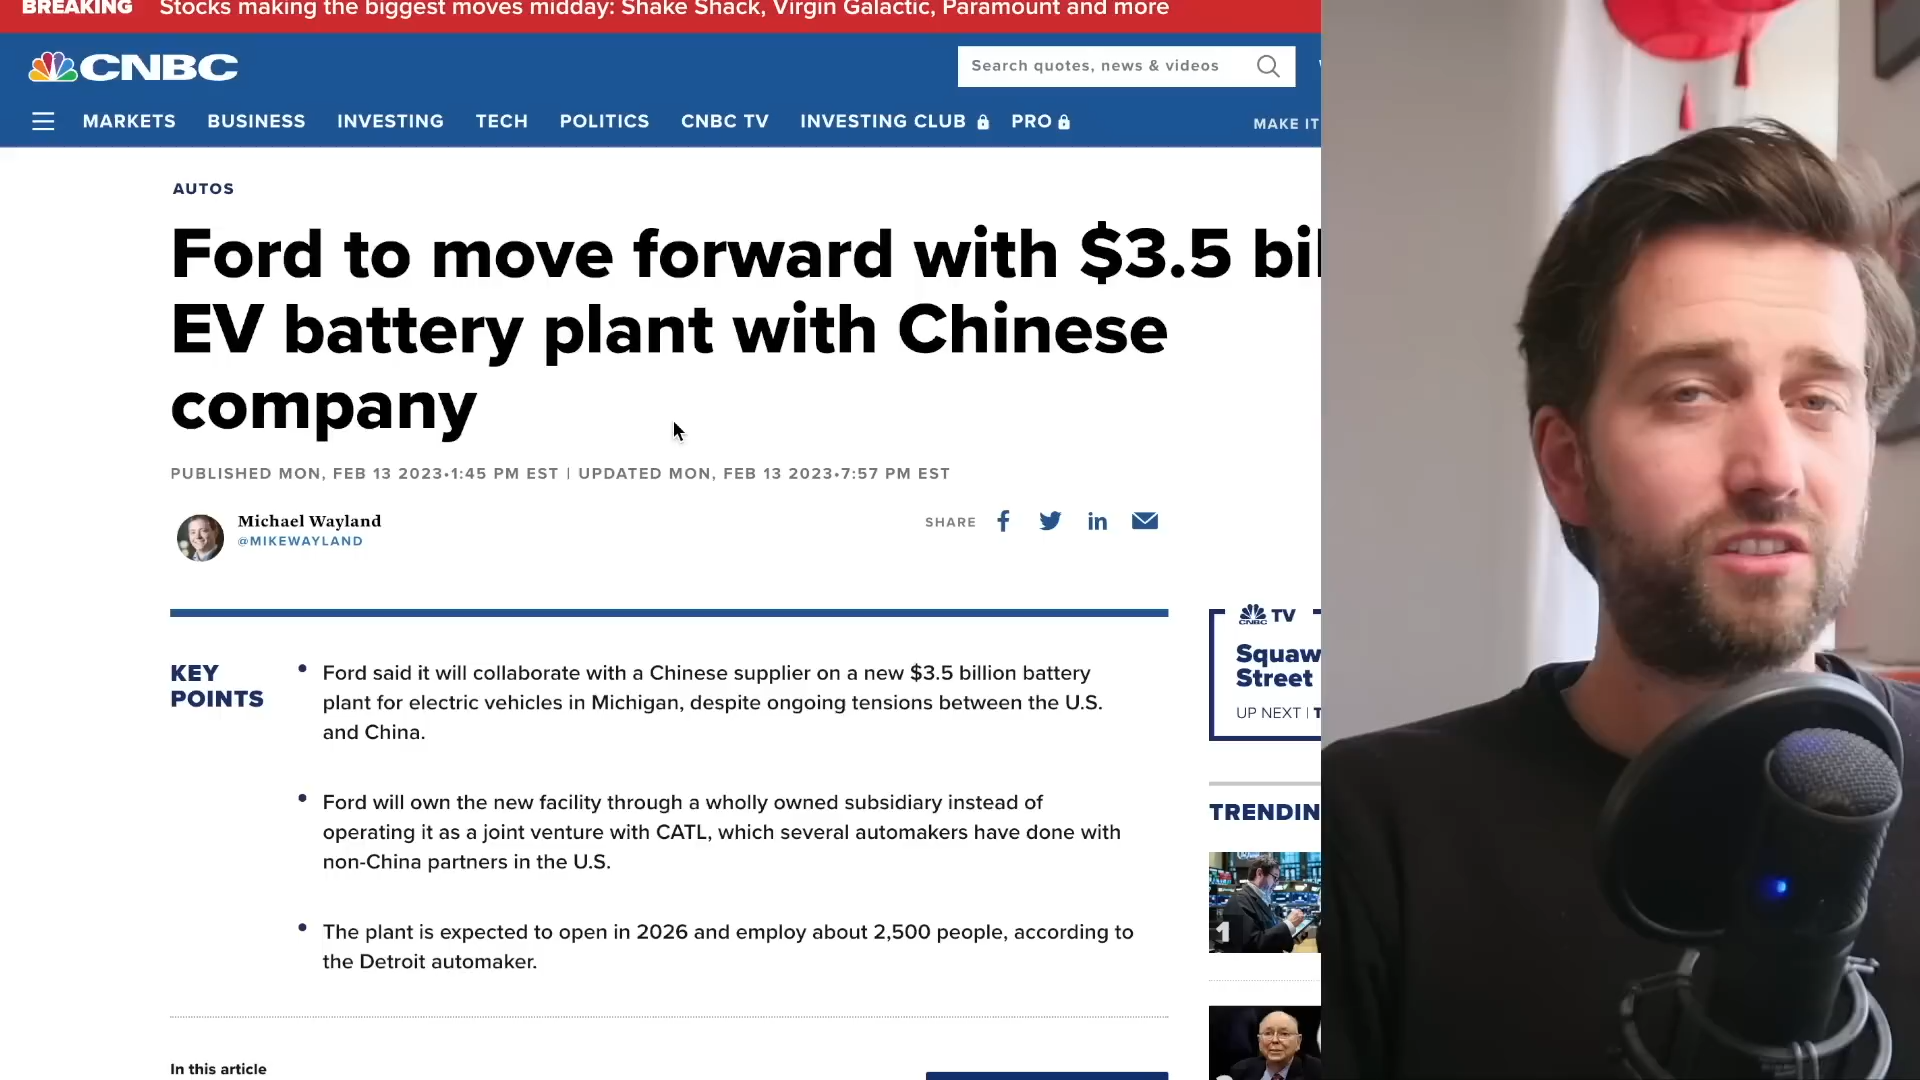 BREAKING Stocks making the biggest moves midday: Shake Shack, Virgin Galactic, Paramount and more
CNBC
Search quotes, news & videos
MARKETS BUSINESS INVESTING TECH POLITICS CNBC TV INVESTING CLUB PRO MAKE IT
AUTOS
Ford to move forward with $3.5 bil
EV battery plant with Chinese
company
PUBLISHED MON, FEB 13 2023•1:45 PM EST | UPDATED MON, FEB 13 2023•7:57 PM EST
Michael Wayland
@MIKEWAYLAND
SHARE
KEY
POINTS
• Ford said it will collaborate with a Chinese supplier on a new $3.5 billion battery
plant for electric vehicles in Michigan, despite ongoing tensions between the U.S.
and China.
• Ford will own the new facility through a wholly owned subsidiary instead of
operating it as a joint venture with CATL, which several automakers have done with
non-China partners in the U.S.
• The plant is expected to open in 2026 and employ about 2,500 people, according to
the Detroit automaker.
In this article
CNBC TV
Squaw
Street
UP NEXT | T
TRENDIN
1